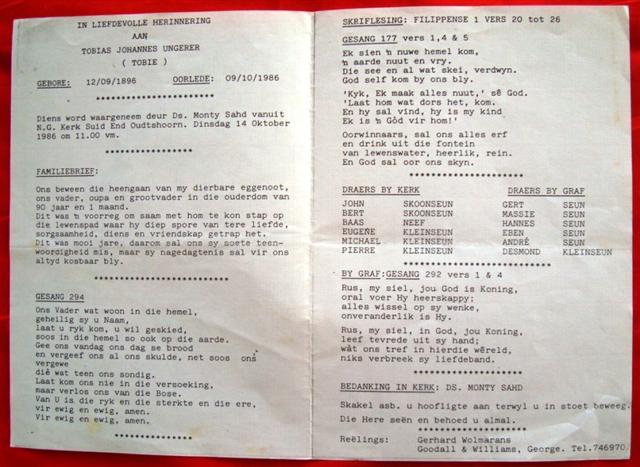 IN LIEFDEVOLLE HERINNERING
AAN
TOBIAS JOHANNES UNGERER
( TOBIE )
GEBORE: 12/09/1896 OORLEDE: 09/10/1986
********************
Diens word waargeneem deur Ds. Monty Sahd vanuit
N.G. Kerk Suid End Oudtshoorn. Dinsdag 14 Oktober
1986 om 11.00 vm.
********************
FAMILIEBRIEF:
Ons beween die heengaan van my dierbare eggenoot,
ons vader, oupa en grootvader in die ouderdom van
90 jaar en 1 maand.
Dit was 'n voorreg om saam met hom te kon stap op
die lewenspad waar hy diep spore van tere liefde,
sorgsaamheid, diens en vriendskap getrap het.
Dit was mooi jare, daarom sal ons sy soete teen-
woordigheid mis, maar sy nagedagtenis sal vir ons
altyd kosbaar bly.
********************
GESANG 294
Ons Vader wat woon in die hemel,
geheilig sy u Naam,
laat u ryk kom, u wil geskied,
soos in die hemel so ook op die aarde.
Gee ons vandag ons dag se brood
en vergeef ons al ons skulde, net soos ons
vergewe
dié wat teen ons sondig.
Laat kom ons nie in die versoeking,
maar verlos ons van die Bose.
Van U is die ryk en die sterkte en die ere,
vir ewig en ewig, amen.
Vir ewig en ewig, amen.
***************
SKRIFLESING: FILIPPENSE 1 VERS 20 tot 26
GESANG 177 vers 1,4 & 5
Ek sien 'n nuwe hemel kom,
'n aarde nuut en vry.
Die see en al wat skei, verdwyn.
God self kom by ons bly.
'Kyk, Ek maak alles nuut,' sê God.
'Laat hom wat dors het, kom.
En hy sal vind, hy is my kind
Ek is 'n Gôd vir hom!'
Oorwinnaars, sal ons alles erf
en drink uit die fontein
van lewenswater, heerlik, rein.
En God sal oor ons skyn.
********************
DRAERS BY KERK DRAERS BY GRAF
JOHN SKOONSEUN GERT SEUN
BERT SKOONSEUN MASSIE SEUN
BAAS NEEF HANNES SEUN
EUGENE KLEINSEUN EBEN SEUN
MICHAEL KLEINSEUN ANDRÉ SEUN
PIERRE KLEINSEUN DESMOND KLEINSEUN
********************
BY GRAF:GESANG 292 vers 1 & 4
Rus, my siel, jou God is Koning,
oral voer Hy heerskappy;
alles wissel op sy wenke,
onveranderlik is Hy.
Rus, my siel, in God, jou Koning,
leef tevrede uit sy hand;
wát ons tref in hierdie wêreld,
niks verbreek sy liefdeband.
********************
BEDANKING IN KERK: DS. MONTY SAHD
Skakel asb. u hoofligte aan terwyl u in stoet beweeg.
Die Here seën en behoed u almal.
********************
Reëlings: Gerhard Wolmarans
Goodall & Williams, George. Tel.746970